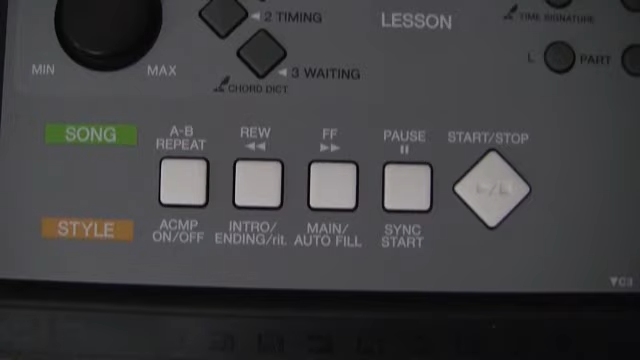 ◀ 2 TIMING
LESSON
TIME SIGNATURE
MIN
MAX
◀ 3 WAITING
CHORD DICT
L
PART
SONG
A-B
REPEAT
REW
◀◀
FF
▶▶
PAUSE
II
START/STOP
STYLE
ACMP
ON/OFF
INTRO/
ENDING/rit.
MAIN/
AUTO FILL
SYNC
START